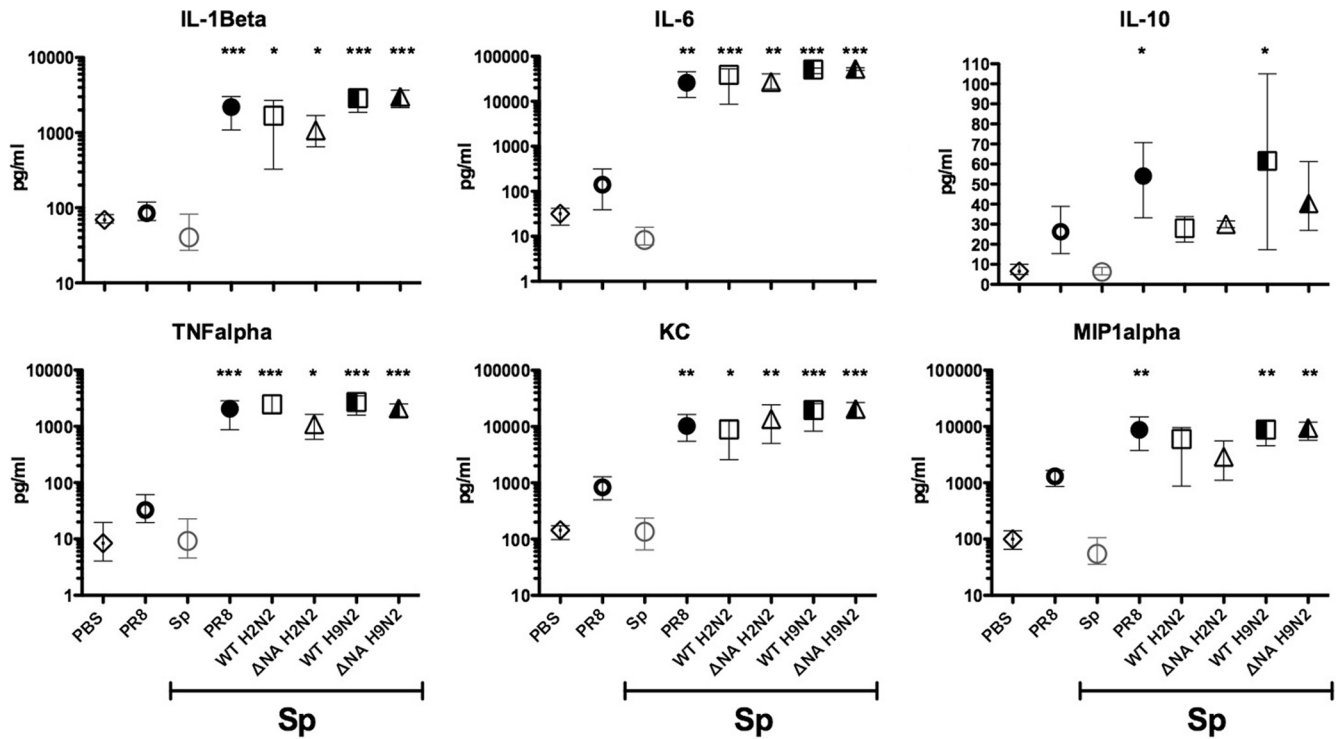 IL-1Beta
*** * * *** ***
10000
1000
100
10
pg/ml
IL-6
** *** ** *** ***
100000
10000
1000
100
10
1
pg/ml
IL-10
* *
110
100
90
80
70
60
50
40
30
20
10
0
pg/ml
TNFalpha
*** *** * *** ***
10000
1000
100
10
1
pg/ml
PBS
PR8
Sp
PR8
WT H2N2
ΔNA H2N2
WT H9N2
ΔNA H9N2
Sp
KC
** * ** *** ***
100000
10000
1000
100
10
pg/ml
PBS
PR8
Sp
PR8
WT H2N2
ΔNA H2N2
WT H9N2
ΔNA H9N2
Sp
MIP1alpha
** ** **
100000
10000
1000
100
10
pg/ml
PBS
PR8
Sp
PR8
WT H2N2
ΔNA H2N2
WT H9N2
ΔNA H9N2
Sp